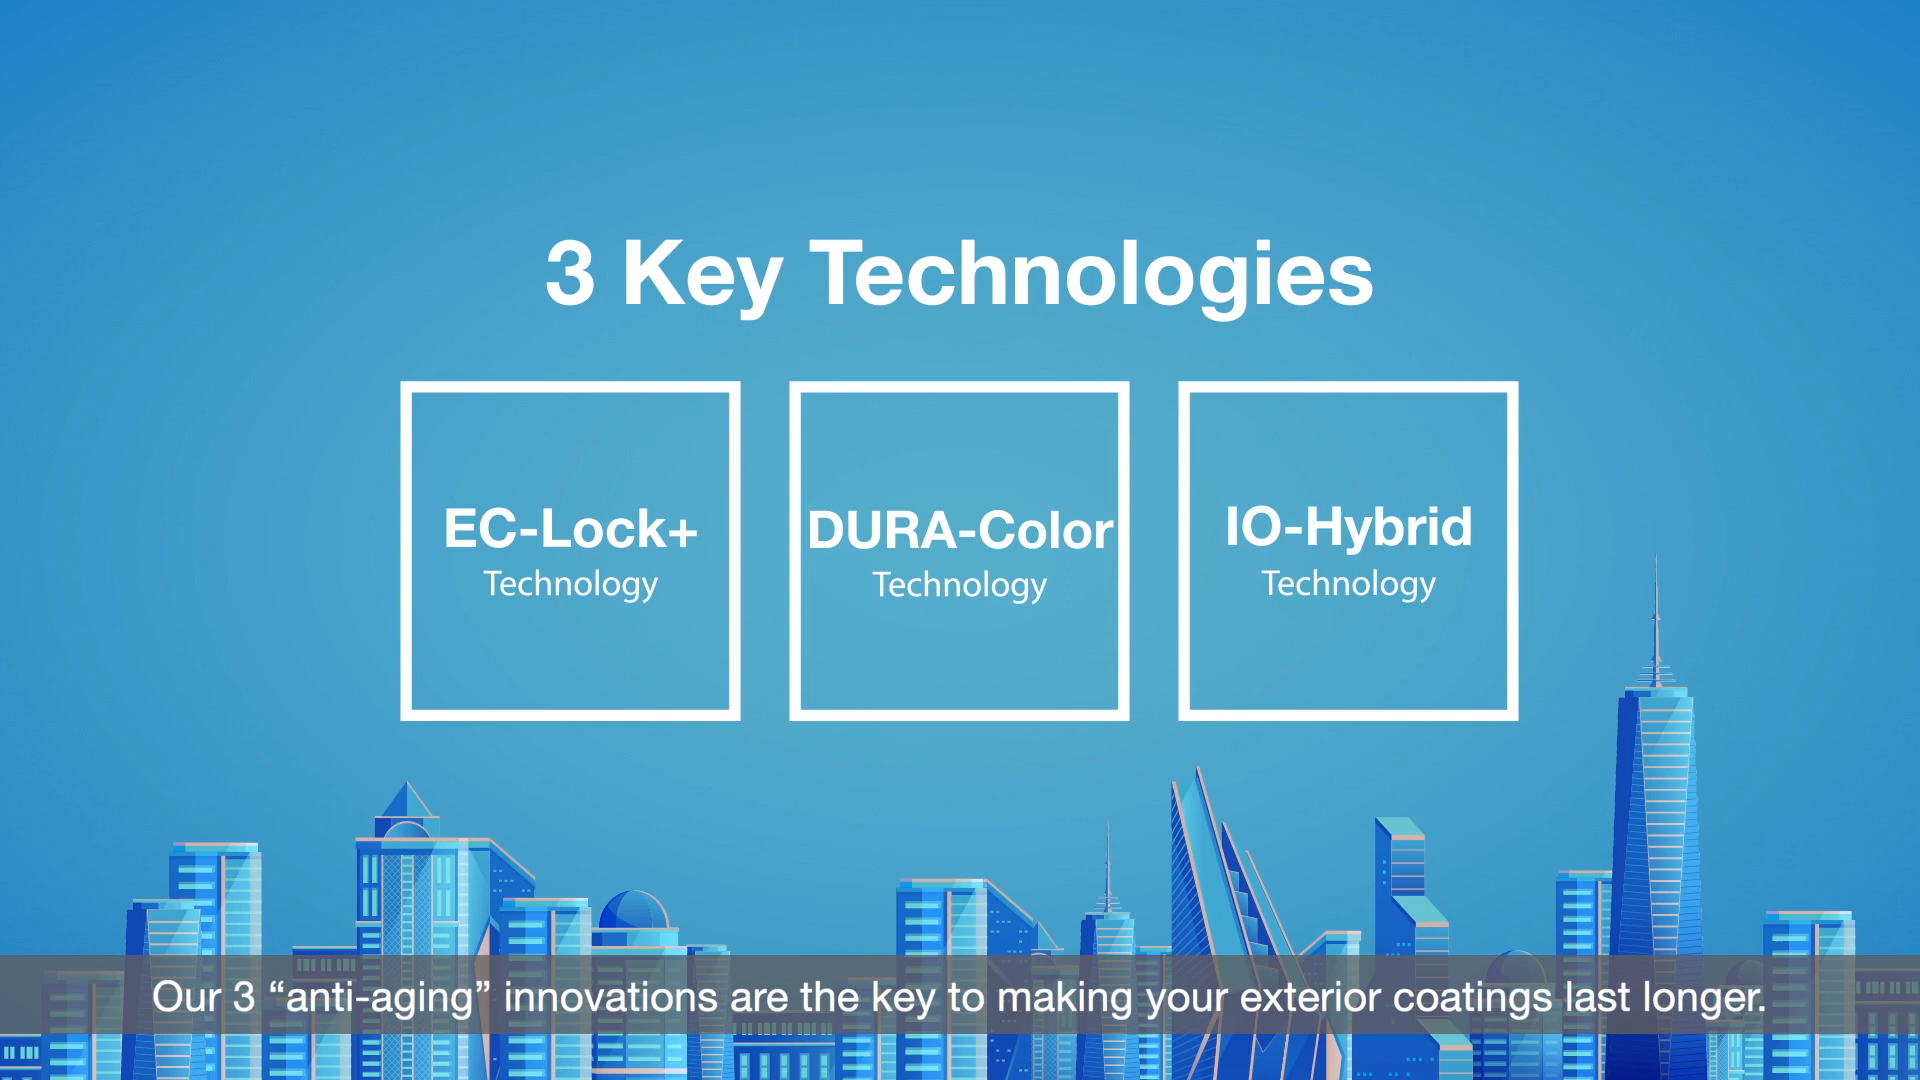 3 Key Technologies
EC-Lock+
Technology
DURA-Color
Technology
IO-Hybrid
Technology
Our 3 “anti-aging” innovations are the key to making your exterior coatings last longer.